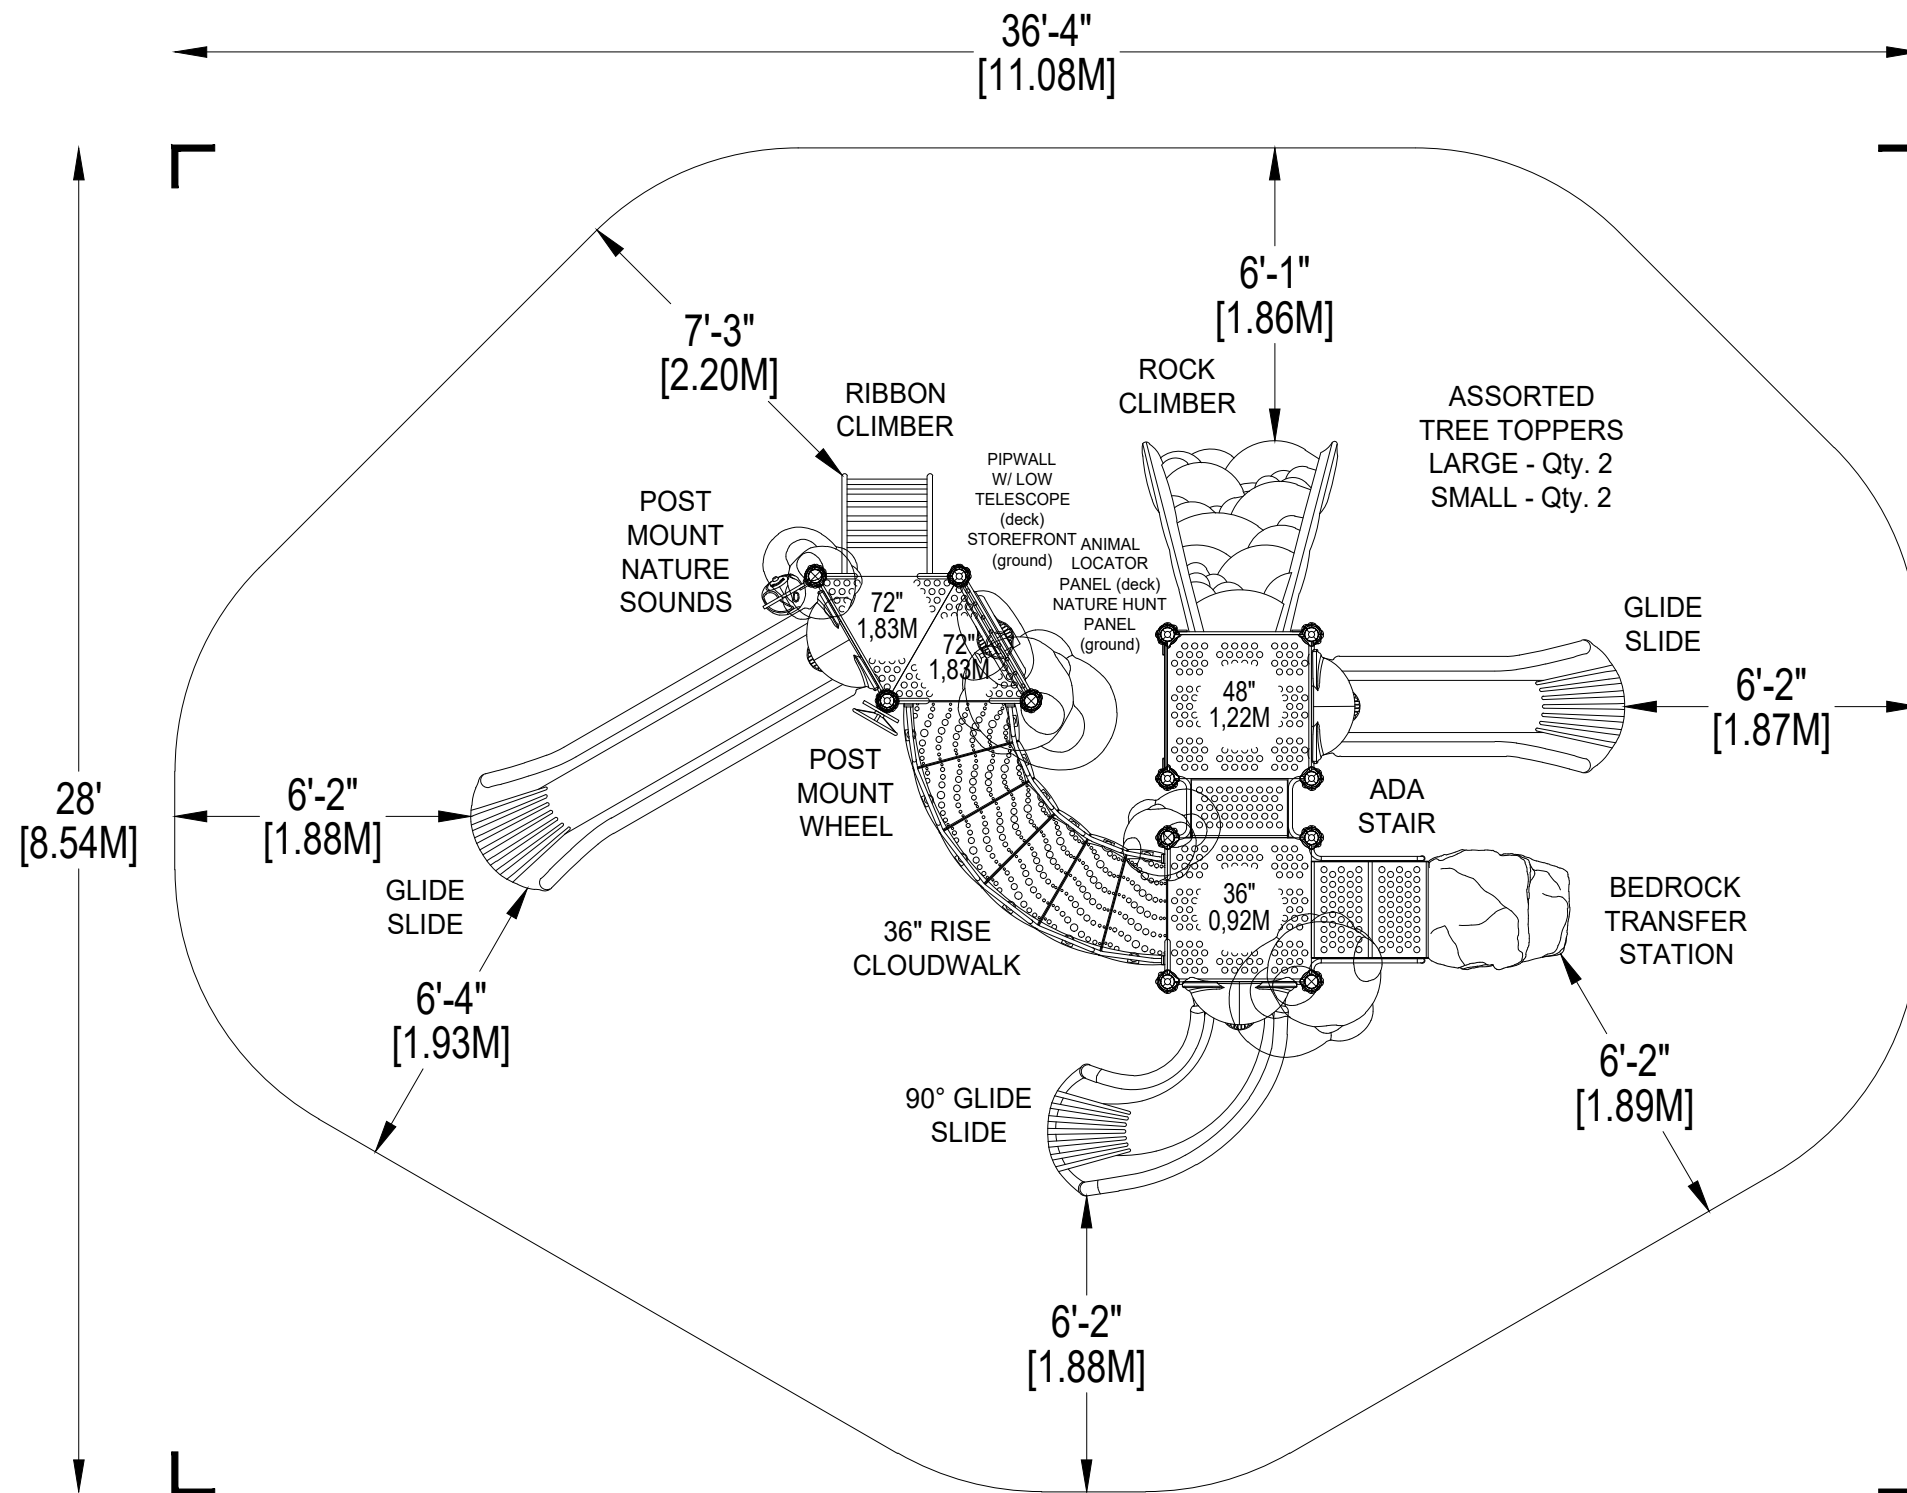 36'-4"
[11.08M]
6'-1"
[1.86M]
7'-3"
[2.20M]
ROCK
CLIMBER
RIBBON
CLIMBER
ASSORTED
TREE TOPPERS
LARGE - Qty. 2
SMALL - Qty. 2
PIPWALL
W/ LOW
TELESCOPE
(deck)
STOREFRONT
(ground)
POST
MOUNT
NATURE
SOUNDS
ANIMAL
LOCATOR
PANEL (deck)
NATURE HUNT
PANEL
(ground)
72"
1,83M
72"
1,83M
GLIDE
SLIDE
48"
1,22M
6'-2"
[1.87M]
POST
MOUNT
WHEEL
28'
[8.54M]
6'-2"
[1.88M]
ADA
STAIR
GLIDE
SLIDE
36"
0,92M
BEDROCK
TRANSFER
STATION
36" RISE
CLOUDWALK
6'-4"
[1.93M]
6'-2"
[1.89M]
90° GLIDE
SLIDE
6'-2"
[1.88M]